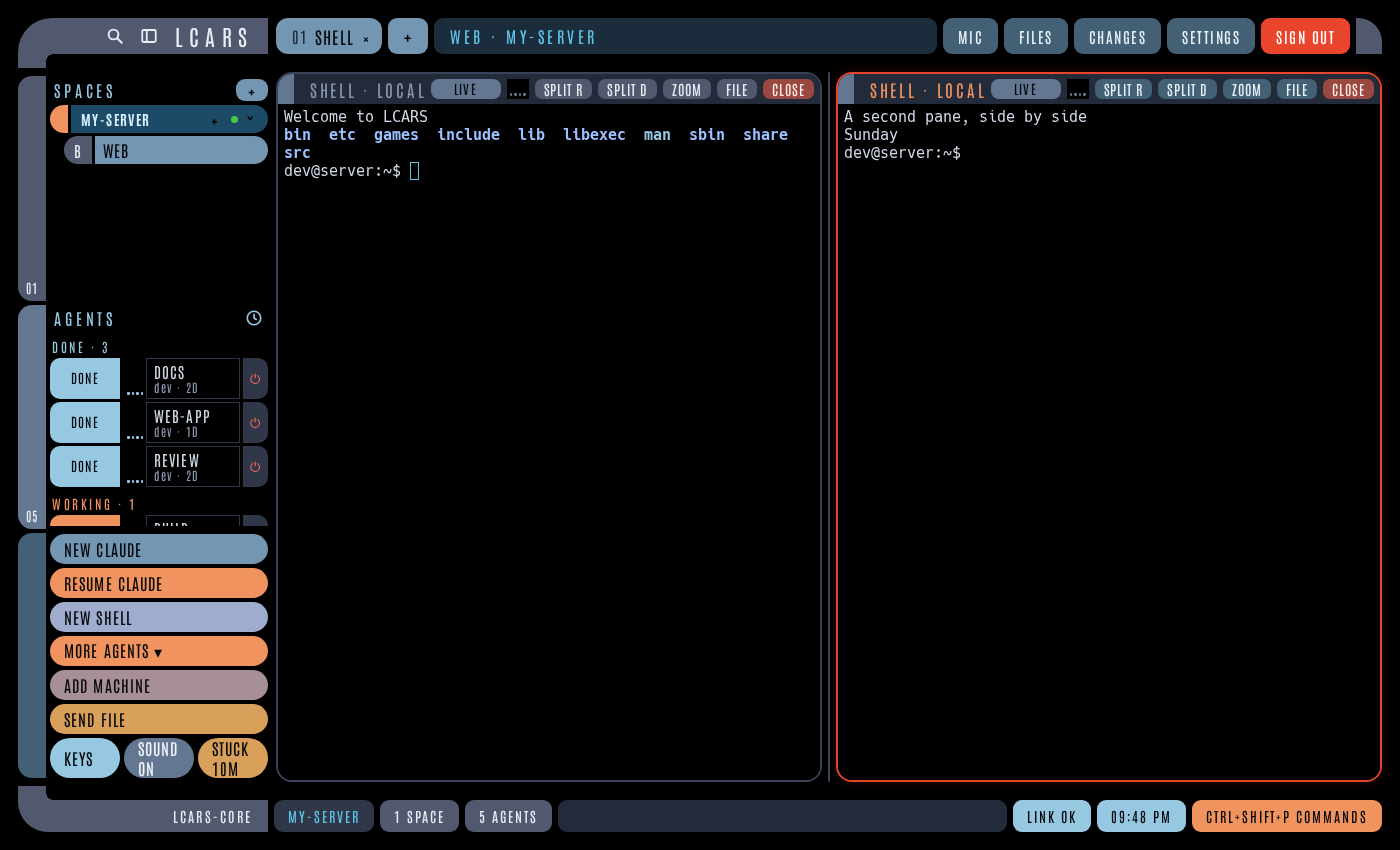 LCARS
01 SHELL ×
+
WEB · MY-SERVER
MIC
FILES
CHANGES
SETTINGS
SIGN OUT
SPACES
+
MY-SERVER +
B WEB
01
AGENTS
DONE · 3
DONE
DOCS
dev · 2D
DONE
WEB-APP
dev · 1D
DONE
REVIEW
dev · 2D
WORKING · 1
05
NEW CLAUDE
RESUME CLAUDE
NEW SHELL
MORE AGENTS ▾
ADD MACHINE
SEND FILE
KEYS
SOUND
ON
STUCK
10M
SHELL · LOCAL
LIVE
SPLIT R
SPLIT D
ZOOM
FILE
CLOSE
Welcome to LCARS
bin etc games include lib libexec man sbin share
src
dev@server:~$
SHELL · LOCAL
LIVE
SPLIT R
SPLIT D
ZOOM
FILE
CLOSE
A second pane, side by side
Sunday
dev@server:~$
LCARS-CORE
MY-SERVER
1 SPACE
5 AGENTS
LINK OK
09:48 PM
CTRL+SHIFT+P COMMANDS